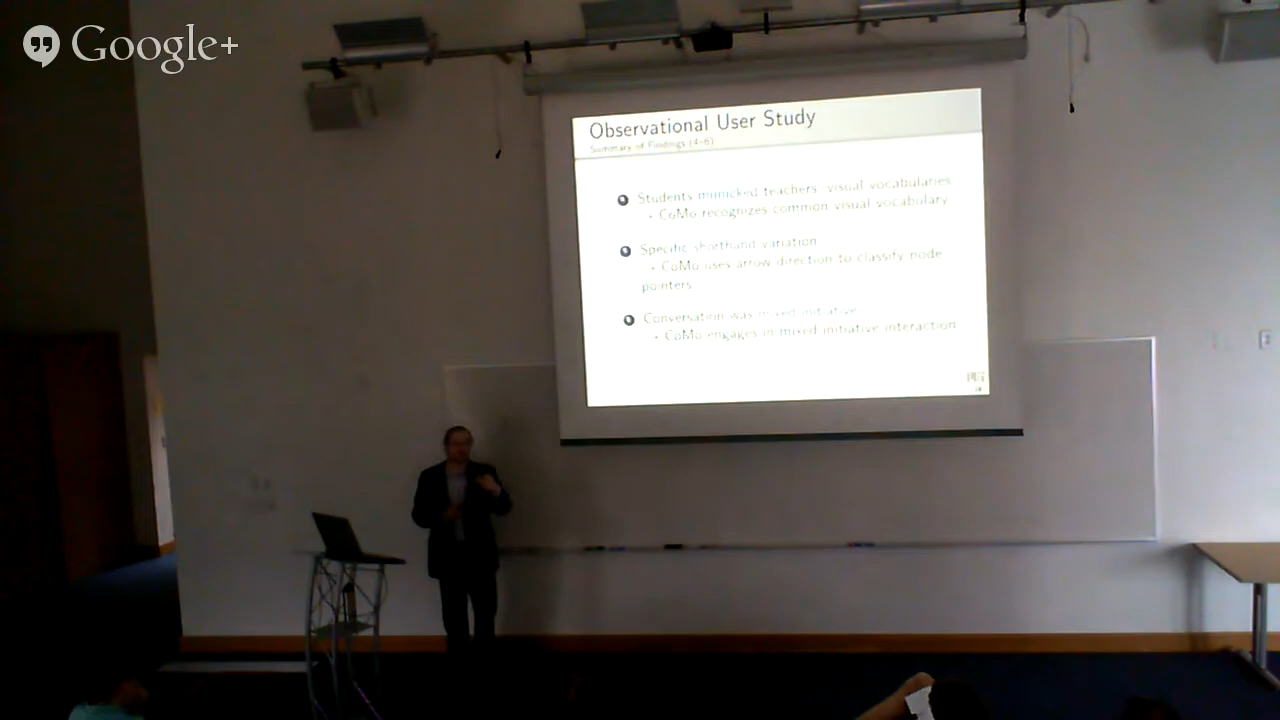 Google+
Observational User Study
Summary of Findings (4-6)
Students mimicked teachers' visual vocabularies
CoMo recognizes common visual vocabulary
Specific shorthand variation
CoMo uses arrow direction to classify node
pointers
Conversation was mixed initiative
CoMo engages in mixed initiative interaction